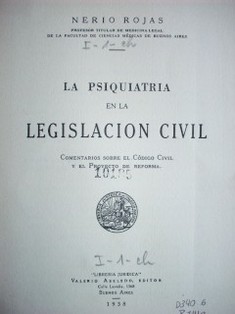 NERIO ROJAS
PROFESOR TITULAR DE MEDICINA LEGAL
DE LA FACULTAD DE CIENCIAS MÉDICAS DE BUENOS AIRES
I-1-ch
LA PSIQUIATRIA
EN LA
LEGISLACION CIVIL
COMENTARIOS SOBRE EL CÓDIGO CIVIL
Y EL PROYECTO DE REFORMA.
I-1-ch
"LIBRERIA JURIDICA"
VALERIO ABELEDO, EDITOR
BUENOS AIRES
1938